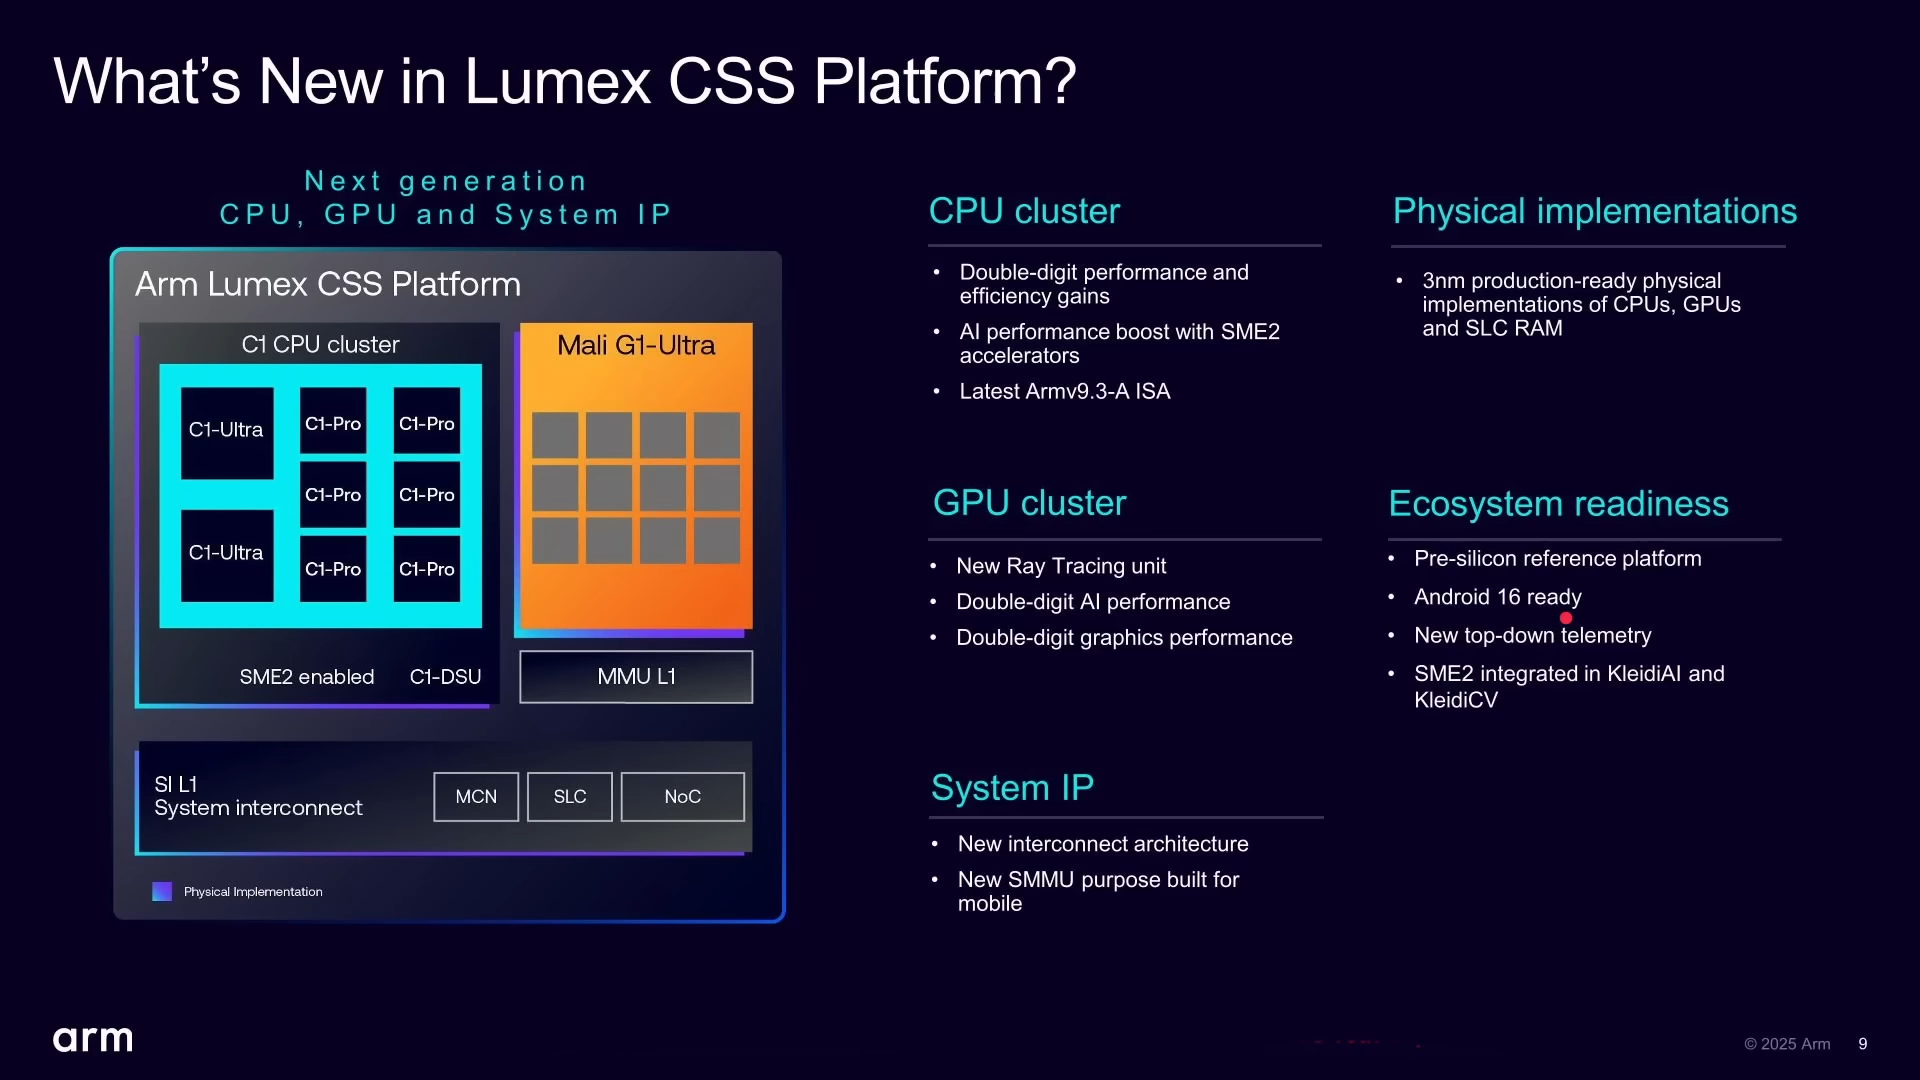 What's New in Lumex CSS Platform?
Next generation
CPU, GPU and System IP
Arm Lumex CSS Platform
C1 CPU cluster
C1-Ultra
C1-Pro
C1-Pro
C1-Pro
C1-Pro
C1-Ultra
C1-Pro
C1-Pro
SME2 enabled
C1-DSU
Mali G1-Ultra
MMU L1
SI L1
System interconnect
MCN
SLC
NoC
Physical Implementation
CPU cluster
• Double-digit performance and
efficiency gains
• AI performance boost with SME2
accelerators
• Latest Armv9.3-A ISA
Physical implementations
• 3nm production-ready physical
implementations of CPUs, GPUs
and SLC RAM
GPU cluster
• New Ray Tracing unit
• Double-digit AI performance
• Double-digit graphics performance
Ecosystem readiness
• Pre-silicon reference platform
• Android 16 ready
• New top-down telemetry
• SME2 integrated in KleidiAI and
KleidiCV
System IP
• New interconnect architecture
• New SMMU purpose built for
mobile
arm
© 2025 Arm
9